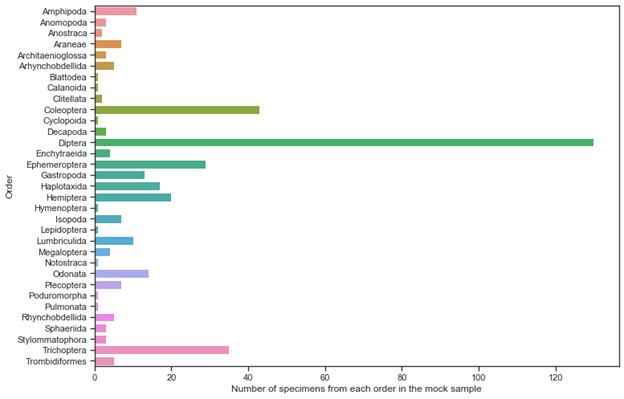 Amphipoda
Anomopoda
Anostraca
Araneae
Architaenioglossa
Arhynchobdellida
Blattodea
Calanoida
Clitellata
Coleoptera
Cyclopoida
Decapoda
Diptera
Enchytraeida
Ephemeroptera
Gastropoda
Haplotaxida
Hemiptera
Hymenoptera
Isopoda
Lepidoptera
Lumbriculida
Megaloptera
Notostraca
Odonata
Plecoptera
Poduromorpha
Pulmonata
Rhynchobdellida
Sphaeriida
Stylommatophora
Trichoptera
Trombidiformes
Order
0 20 40 60 80 100 120
Number of specimens from each order in the mock sample